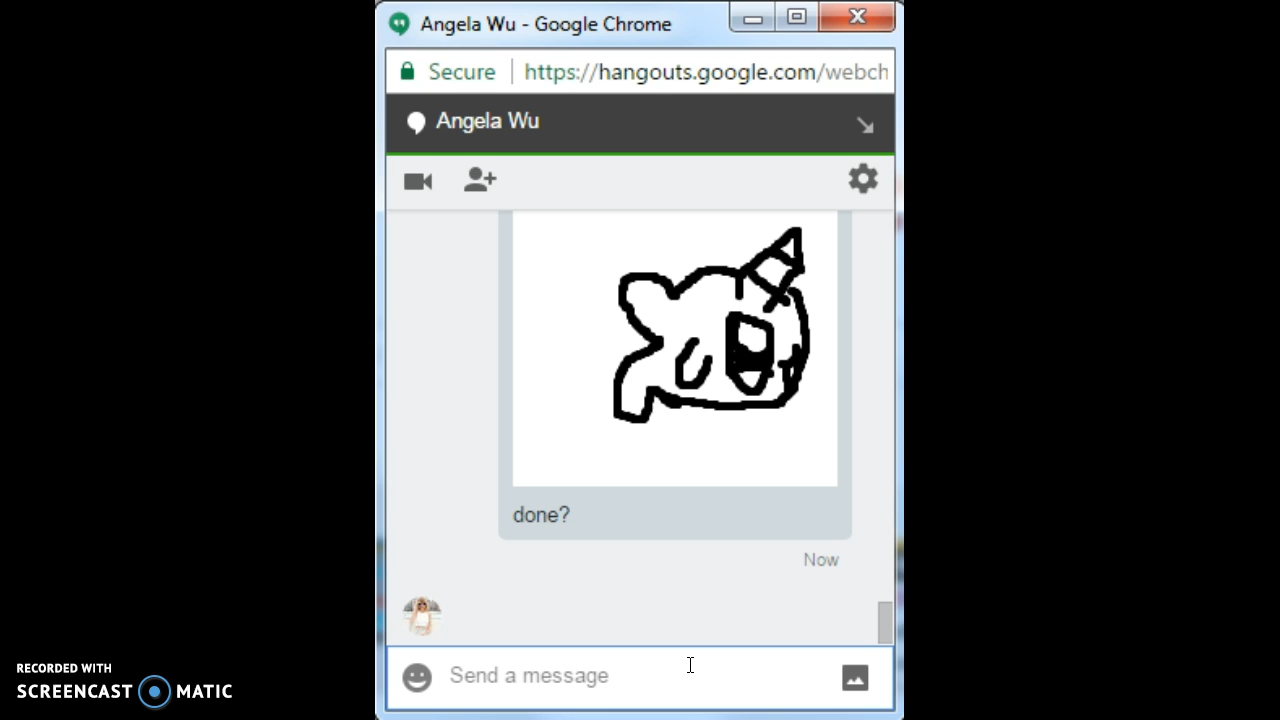 Angela Wu - Google Chrome
Secure https://hangouts.google.com/webch
Angela Wu
done?
Now
Send a message
RECORDED WITH
SCREENCAST MATIC